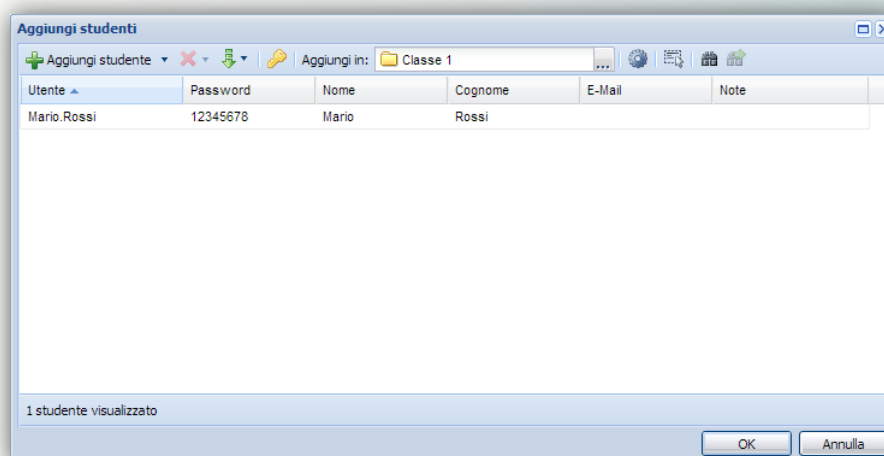 Aggiungi studenti
Aggiungi studente Aggiungi in: Classe 1 ...
Utente Password Nome Cognome E-Mail Note
Mario.Rossi 12345678 Mario Rossi
1 studente visualizzato
OK Annulla